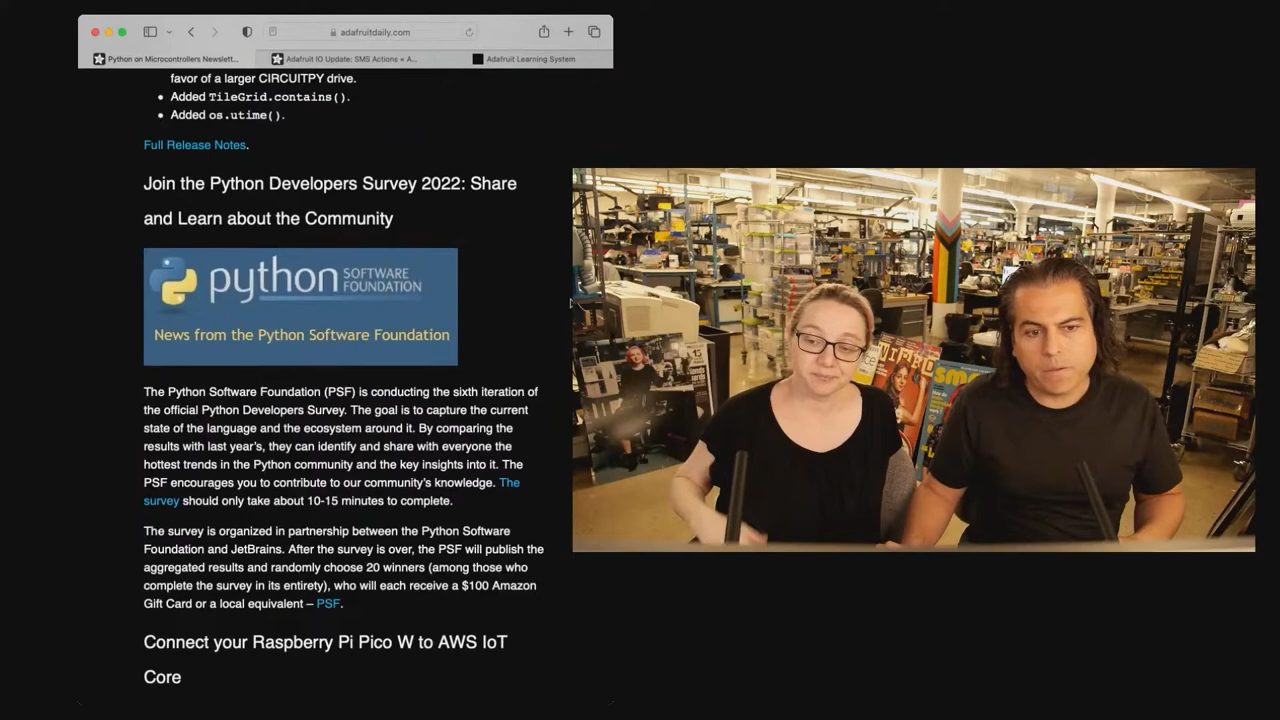 adafruitdaily.com
Python on Microcontrollers Newslett...
Adafruit IO Update: SMS Actions « A...
Adafruit Learning System
favor of a larger CIRCUITPY drive.
• Added TileGrid.contains().
• Added os.utime().
Full Release Notes.
Join the Python Developers Survey 2022: Share
and Learn about the Community
python SOFTWARE
FOUNDATION
News from the Python Software Foundation
The Python Software Foundation (PSF) is conducting the sixth iteration of
the official Python Developers Survey. The goal is to capture the current
state of the language and the ecosystem around it. By comparing the
results with last year's, they can identify and share with everyone the
hottest trends in the Python community and the key insights into it. The
PSF encourages you to contribute to our community's knowledge. The
survey should only take about 10-15 minutes to complete.
The survey is organized in partnership between the Python Software
Foundation and JetBrains. After the survey is over, the PSF will publish the
aggregated results and randomly choose 20 winners (among those who
complete the survey in its entirety), who will each receive a $100 Amazon
Gift Card or a local equivalent – PSF.
Connect your Raspberry Pi Pico W to AWS IoT
Core